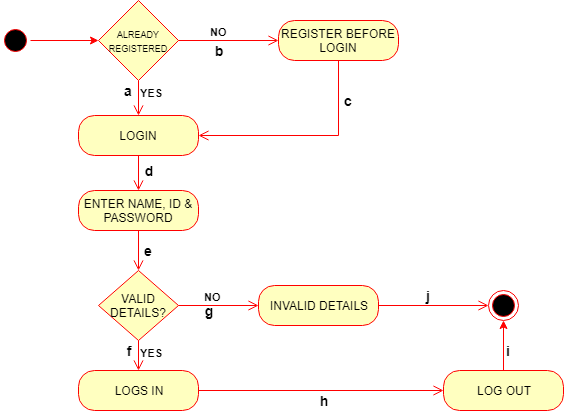 ALREADY
REGISTERED
NO
b
REGISTER BEFORE
LOGIN
a
YES
c
LOGIN
d
ENTER NAME, ID &
PASSWORD
e
VALID
DETAILS?
NO
g
INVALID DETAILS
j
f
YES
i
LOGS IN
h
LOG OUT